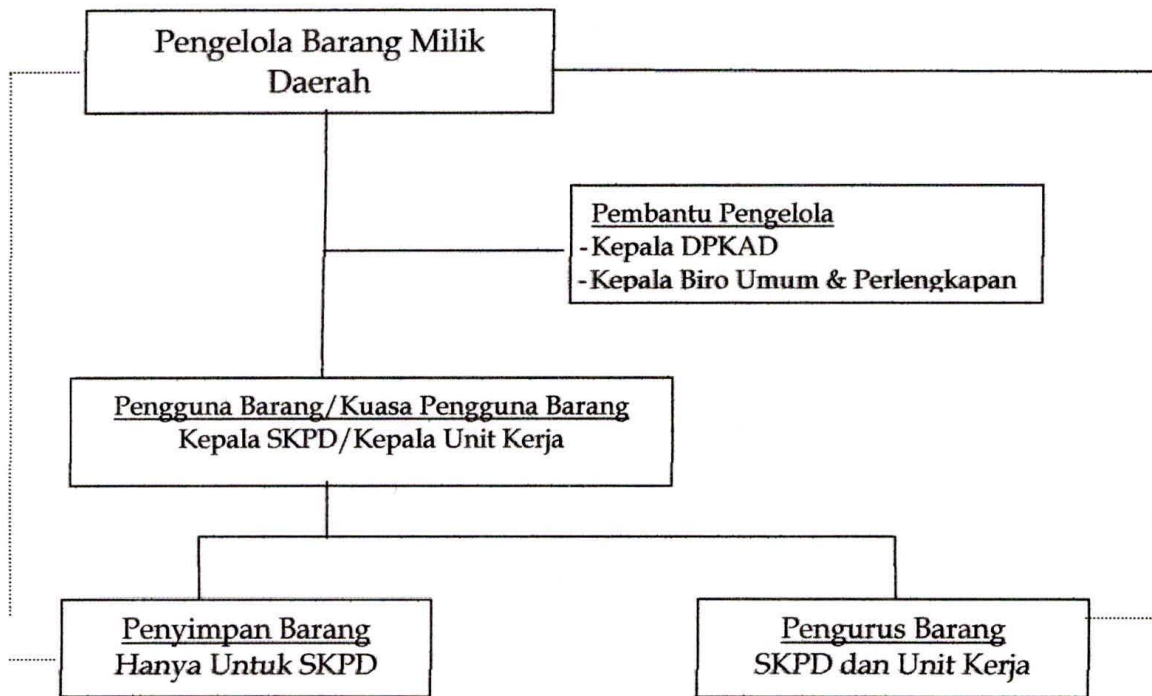 Pengelola Barang Milik
Daerah
Pembantu Pengelola
-Kepala DPKAD
-Kepala Biro Umum & Perlengkapan
Pengguna Barang/Kuasa Pengguna Barang
Kepala SKPD/Kepala Unit Kerja
Penyimpan Barang
Hanya Untuk SKPD
Pengurus Barang
SKPD dan Unit Kerja